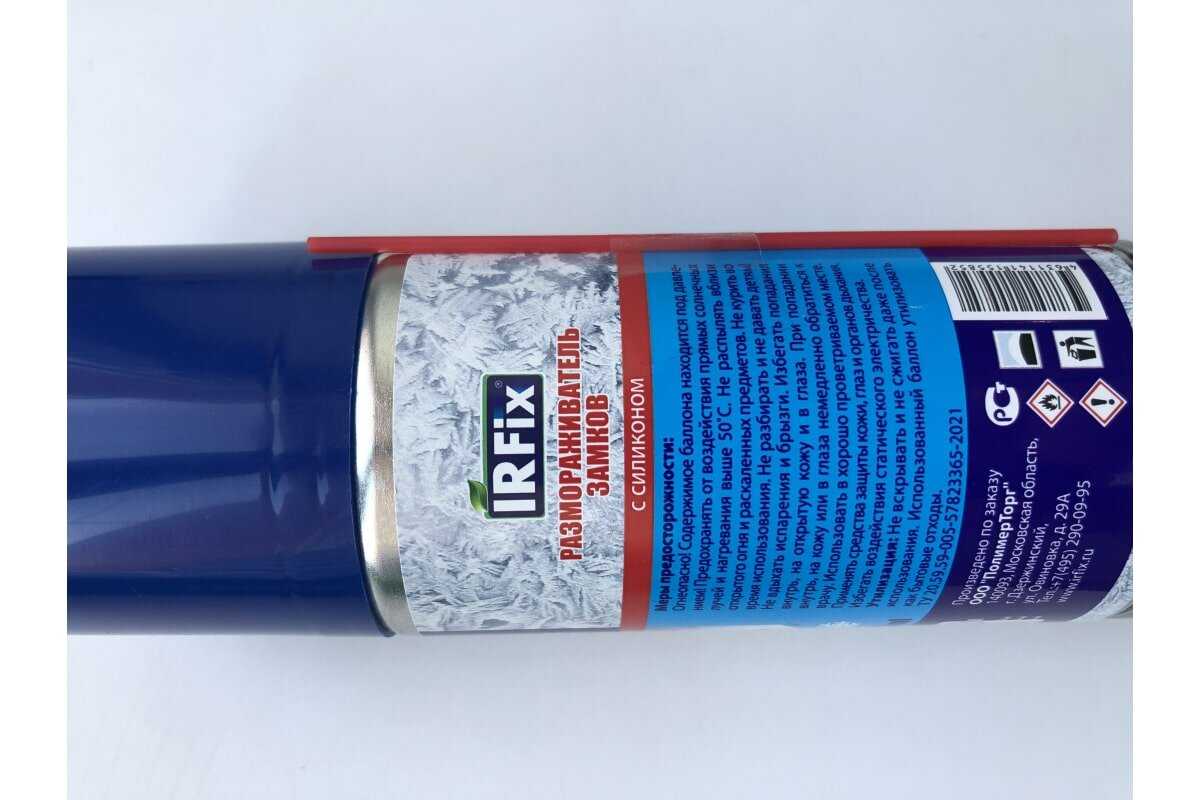 IRFix®
РАЗМОРАЖИВАТЕЛЬ
ЗАМКОВ
С СИЛИКОНОМ
Меры предосторожности:
Огнеопасно! Содержимое баллона находится под давле-
нием! Предохранять от воздействия прямых солнечных
лучей и нагревания выше 50°С. Не распылять вблизи
открытого огня и раскаленных предметов. Не курить во
время использования. Не разбирать и не давать детям!
Не вдыхать испарения и брызги. Избегать попадания
внутрь, на открытую кожу и в глаза. При попадании
внутрь, на кожу или в глаза немедленно обратиться к
врачу. Использовать в хорошо проветриваемом месте.
Применять средства защиты кожи, глаз и органов дыхания.
Избегать воздействия статического электричества.
Утилизация: Не вскрывать и не сжигать даже после
использования. Использованный баллон утилизовать
как бытовые отходы.
ТУ 20.59.59-005-57823365-2021
РСТ
Произведено по заказу
ООО "ПолимерТорг"
14093, Московская область,
г.Дзержинский,
ул.Овиновка, д. 29А
Тел.:+7(495) 290-09-95
www.irfix.ru